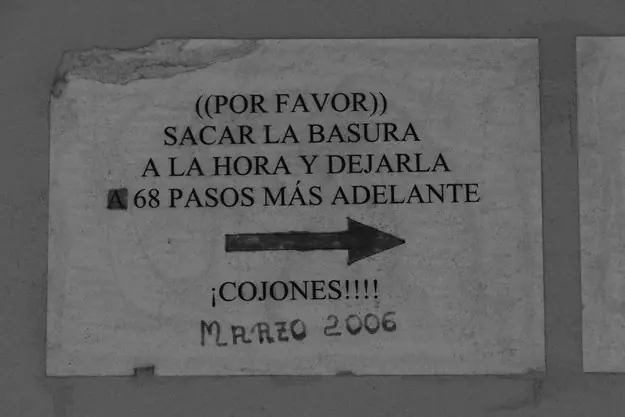 ((POR FAVOR))
SACAR LA BASURA
A LA HORA Y DEJARLA
A 68 PASOS MÁS ADELANTE
¡COJONES!!!!
MARZO 2006